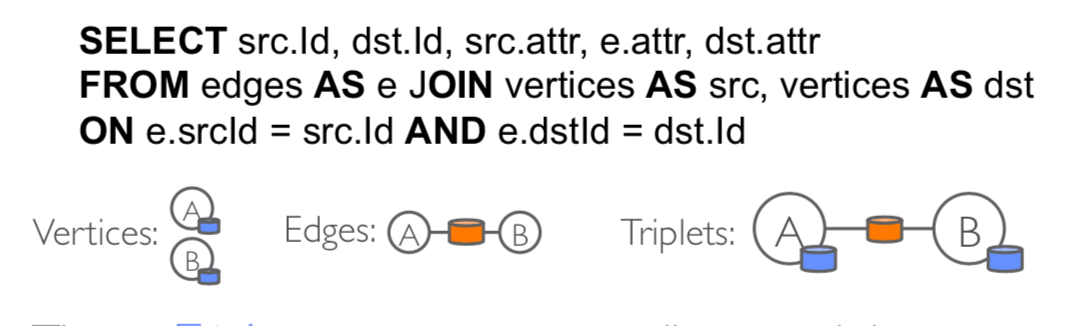 SELECT src.Id, dst.Id, src.attr, e.attr, dst.attr
FROM edges AS e JOIN vertices AS src, vertices AS dst
ON e.srcId = src.Id AND e.dstId = dst.Id
Vertices: A B
Edges: A B
Triplets: A B